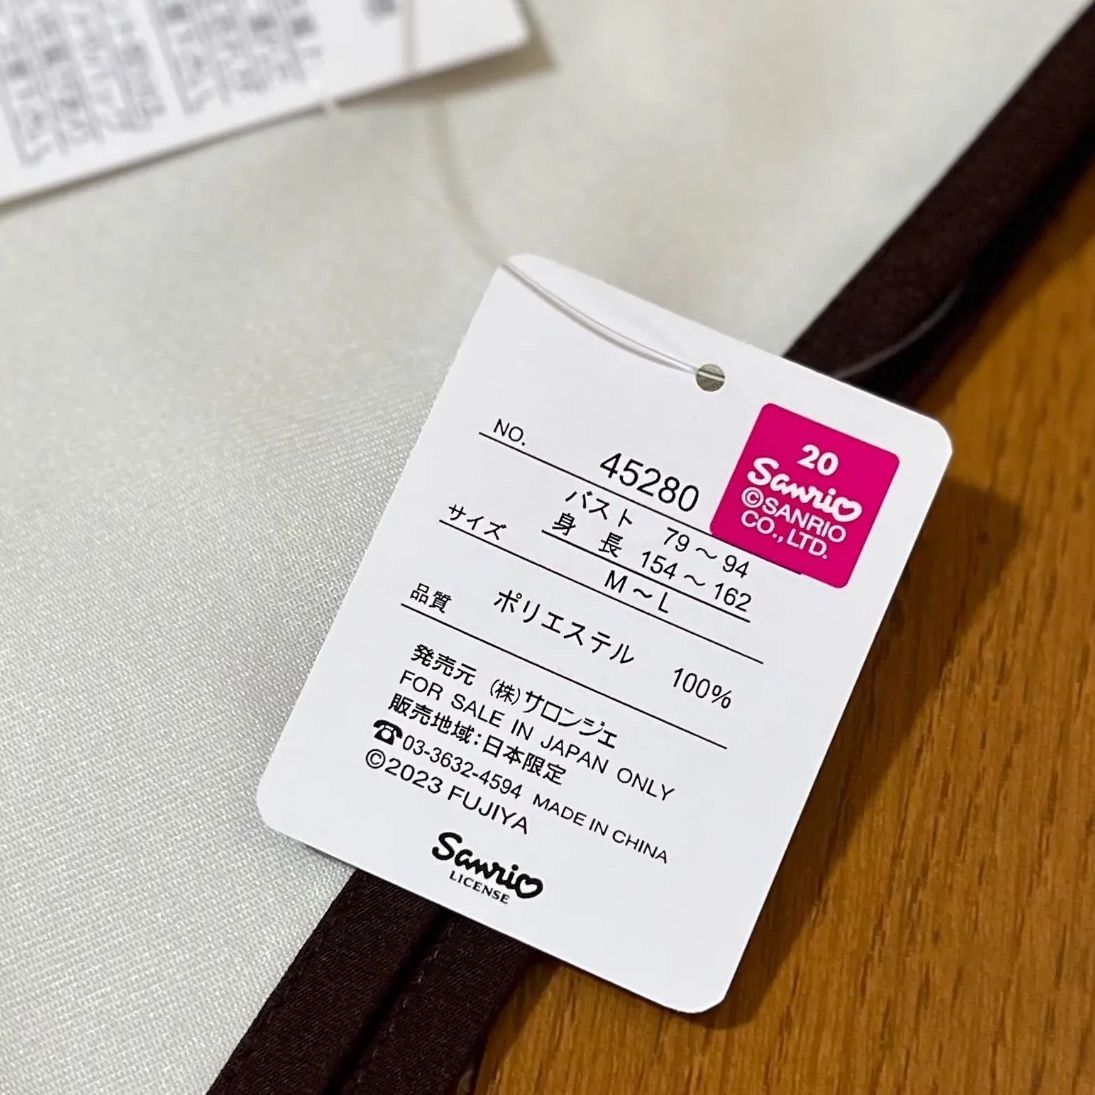 NO. 45280
20
Sanrio
©SANRIO
CO.,LTD.
サイズ
バスト 79～94
身長 154～162
M～L
品質 ポリエステル 100%
発売元 (株)サロンジェ
FOR SALE IN JAPAN ONLY
販売地域:日本限定
☎03-3632-4594 MADE IN CHINA
©2023 FUJIYA
Sanrio
LICENSE